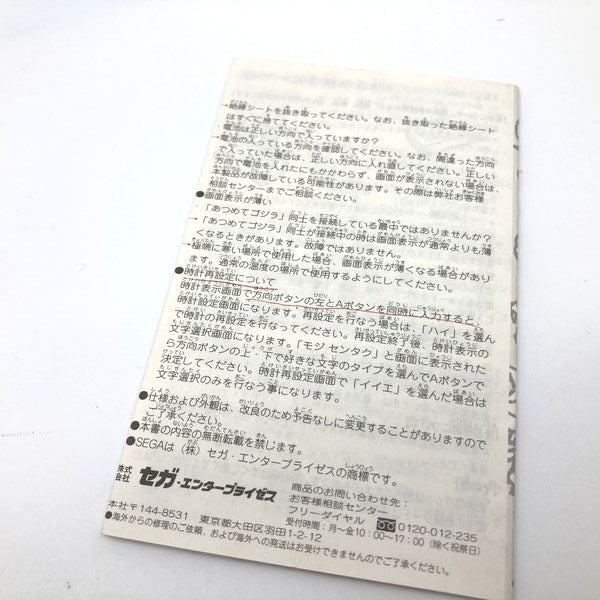 →絶縁シートを抜き取ってください。なお、抜き取った絶縁シート
はすぐに捨ててください。
電池は正しい方向で入っていますか?
→電池の入っている方向を確認してください。なお、間違った方向
で入っていた場合は、正しい方向に入れ直してください。正しい
方向で電池を入れたにもかかわらず、画面が表示されない場合は
本製品が故障している可能性があります。その際は弊社お客様
相談センターまでご相談ください。
●画面表示が薄い
・「あつめてゴジラ」同士を接続している最中ではありませんか?
→「あつめてゴジラ」同士が接続中の時は画面表示が通常よりも薄
くなるときがあります。故障ではありません。
・極端に寒い場所で使用した場合、画面表示が薄くなる場合があり
ます。通常の温度の場所で使用するようにしてください。
●時計再設定について
時計表示画面で方向ボタンの左とAボタンを同時に入力すると、
時計設定画面になります。再設定を行なう場合は、「ハイ」を選ん
で時計の再設定を行なってください。再設定終了後、時計表示の
文字選択画面になります。「モジ センタク」と画面に表示された
ら方向ボタンの上・下で好きな文字のタイプを選んでAボタンで
決定してください。時計再設定画面で「イイエ」を選んだ場合は
文字選択のみを行なう事になります。
●仕様および外観は、改良のため予告なしに変更することがありますので
ご了承ください。
●本書の内容の無断転載を禁じます。
●SEGAは(株)セガ・エンタープライゼスの商標です。
株式会社 セガ・エンタープライゼス
商品のお問い合わせ先:
お客様相談センター
フリーダイヤル 0120-012-235
受付時間:月〜金10:00〜17:00(除く祝祭日)
本社〒144-8531 東京都大田区羽田1-2-12
●海外からの修理のご依頼、および海外への発送はお受けできませんのでご了承ください。